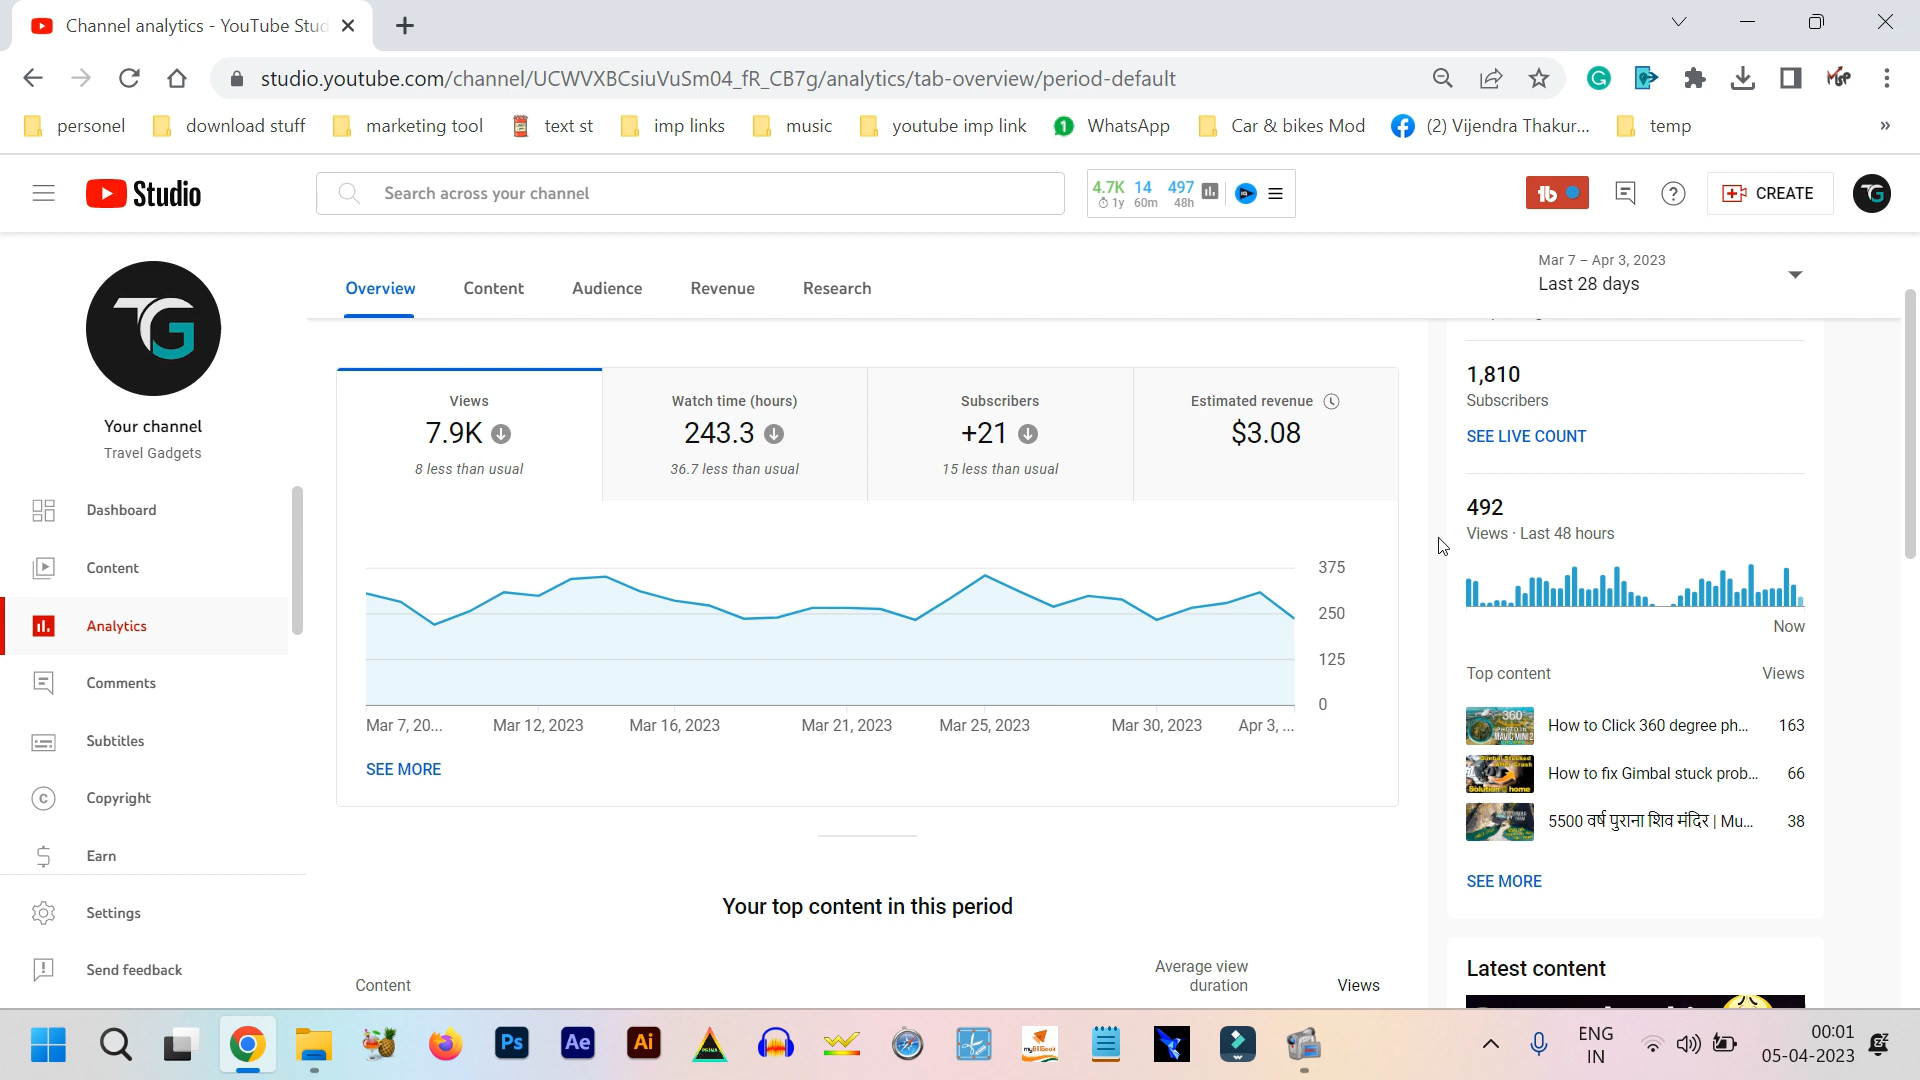 Channel analytics - YouTube Stud
studio.youtube.com/channel/UCWVXBCsiuVuSm04_fR_CB7g/analytics/tab-overview/period-default
personel
download stuff
marketing tool
text st
imp links
music
youtube imp link
1
WhatsApp
Car & bikes Mod
(2) Vijendra Thakur...
temp
»
Studio
Search across your channel
4.7K 14 497
1y 60m 48h
tb
CREATE
TG
TG
Your channel
Travel Gadgets
Dashboard
Content
Analytics
Comments
Subtitles
Copyright
Earn
Settings
Send feedback
Overview
Content
Audience
Revenue
Research
Mar 7 – Apr 3, 2023
Last 28 days
Views
7.9K
8 less than usual
Watch time (hours)
243.3
36.7 less than usual
Subscribers
+21
15 less than usual
Estimated revenue
$3.08
375
250
125
0
Mar 7, 20...
Mar 12, 2023
Mar 16, 2023
Mar 21, 2023
Mar 25, 2023
Mar 30, 2023
Apr 3, ...
SEE MORE
Your top content in this period
Content
Average view
duration
Views
1,810
Subscribers
SEE LIVE COUNT
492
Views · Last 48 hours
Now
Top content
Views
How to Click 360 degree ph...
163
How to fix Gimbal stuck prob...
66
5500 वर्ष पुराना शिव मंदिर | Mu...
38
SEE MORE
Latest content
Ps
Ae
Ai
ENG
IN
00:01
05-04-2023